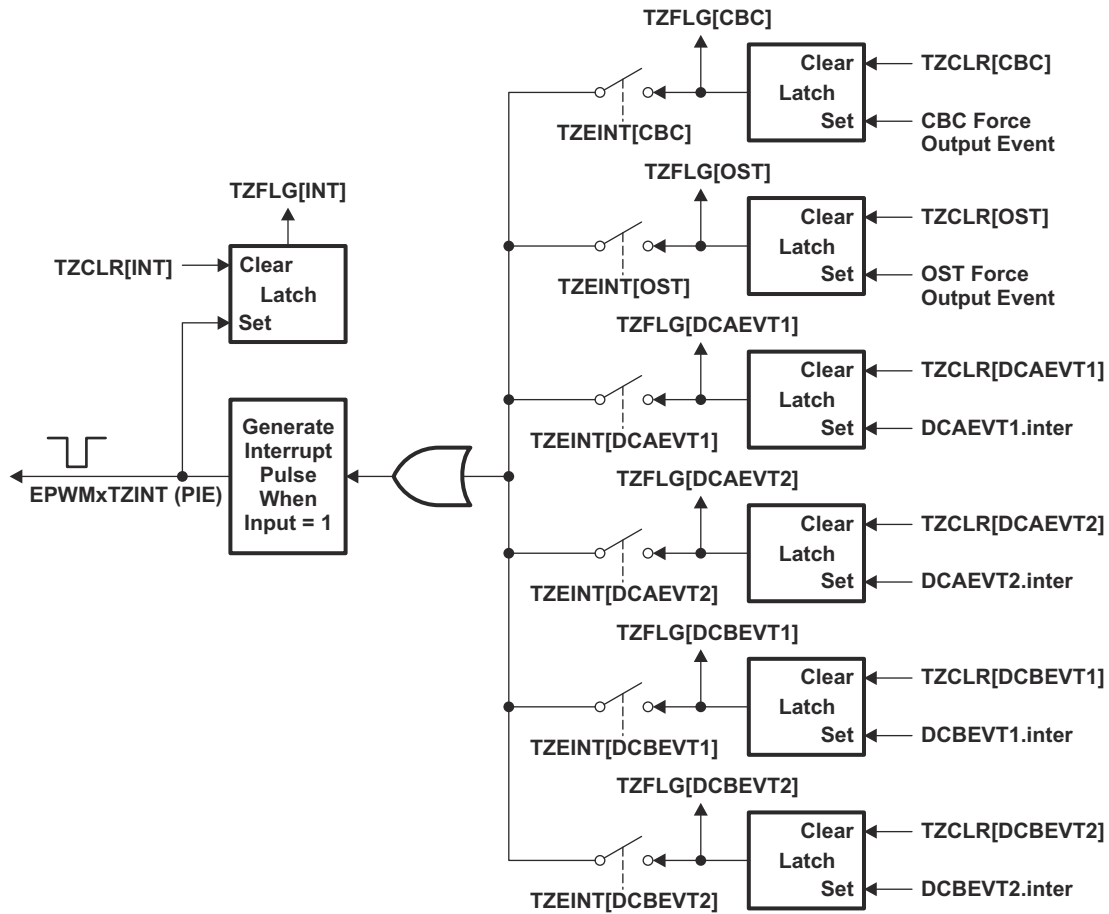 TZFLG[CBC]
Clear
Latch
Set
TZCLR[CBC]
CBC Force
Output Event
TZEINT[CBC]
TZFLG[OST]
Clear
Latch
Set
TZCLR[OST]
OST Force
Output Event
TZEINT[OST]
TZFLG[INT]
TZCLR[INT]
Clear
Latch
Set
TZFLG[DCAEVT1]
Clear
Latch
Set
TZCLR[DCAEVT1]
DCAEVT1.inter
TZEINT[DCAEVT1]
Generate
Interrupt
Pulse
When
Input = 1
EPWMxTZINT (PIE)
TZFLG[DCAEVT2]
Clear
Latch
Set
TZCLR[DCAEVT2]
DCAEVT2.inter
TZEINT[DCAEVT2]
TZFLG[DCBEVT1]
Clear
Latch
Set
TZCLR[DCBEVT1]
DCBEVT1.inter
TZEINT[DCBEVT1]
TZFLG[DCBEVT2]
Clear
Latch
Set
TZCLR[DCBEVT2]
DCBEVT2.inter
TZEINT[DCBEVT2]